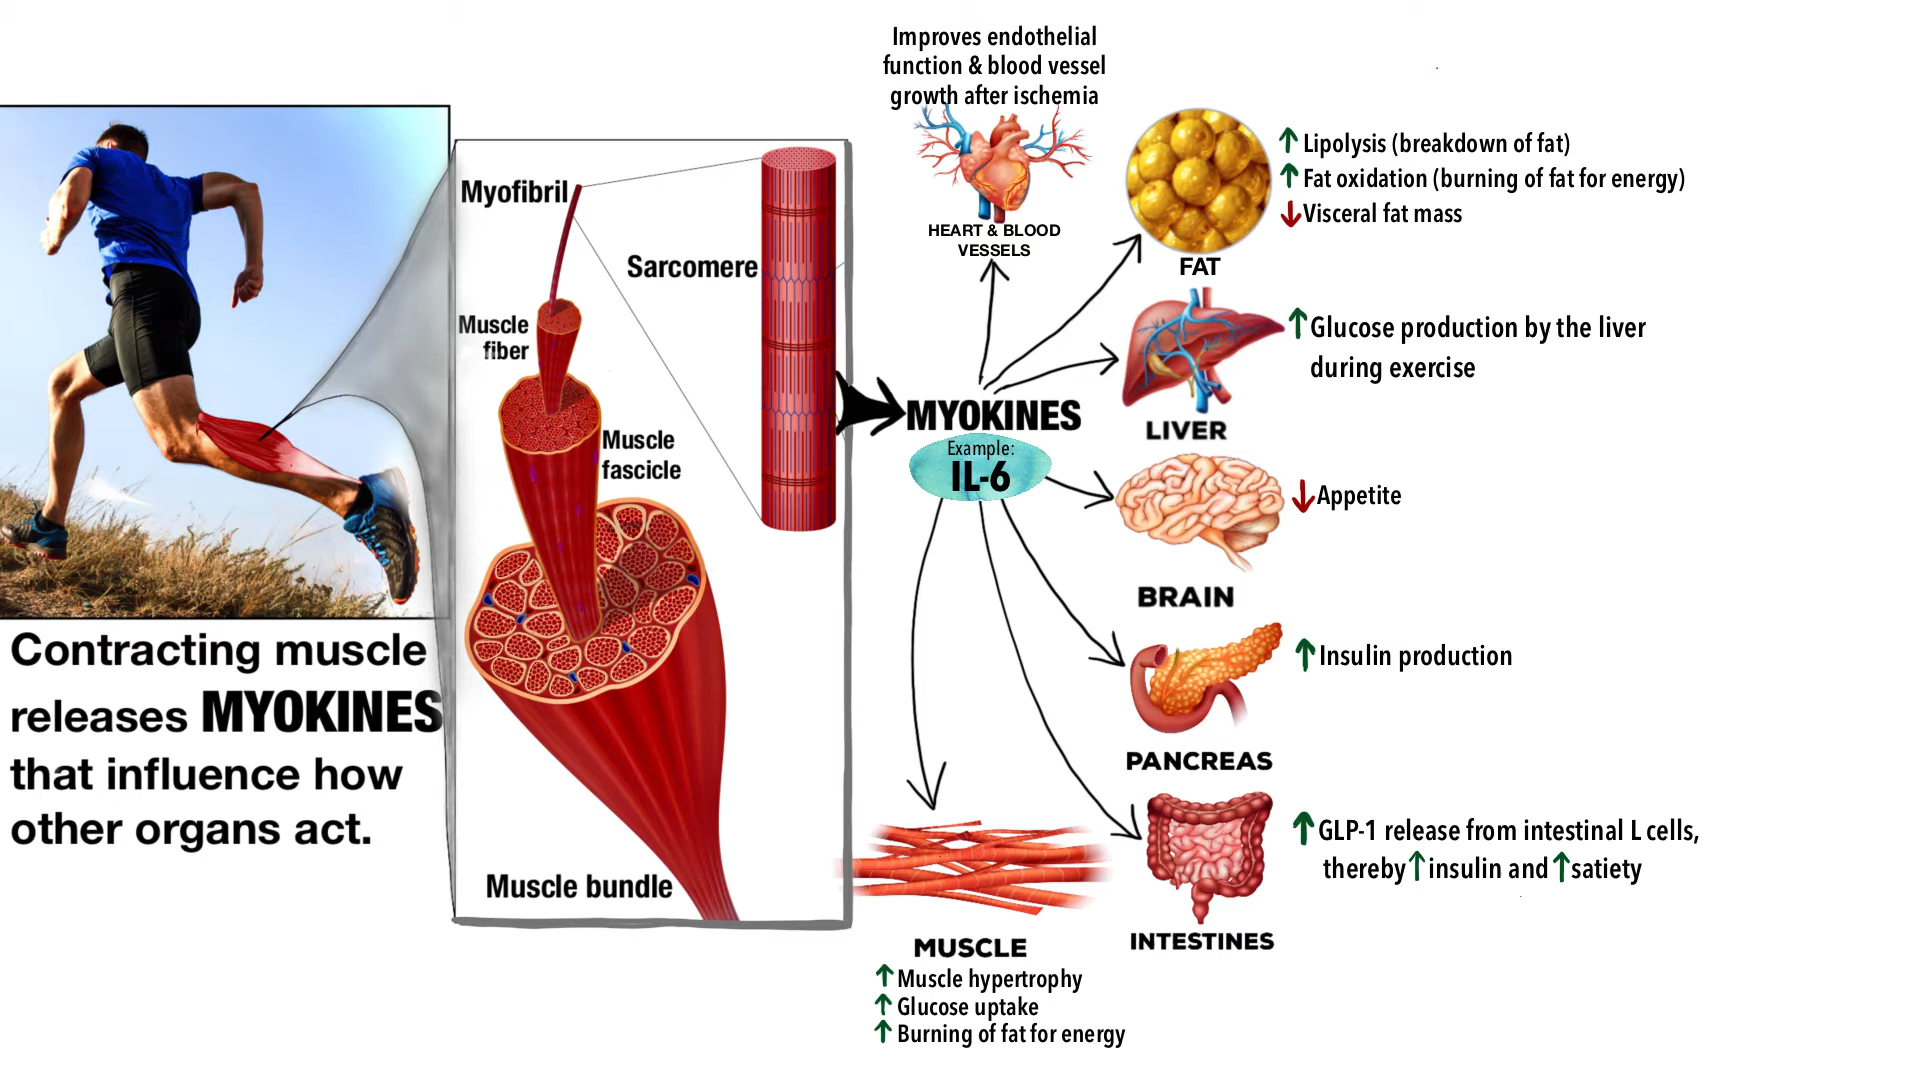 Contracting muscle
releases MYOKINES
that influence how
other organs act.
Myofibril
Sarcomere
Muscle
fiber
Muscle
fascicle
Muscle bundle
MYOKINES
Example:
IL-6
Improves endothelial
function & blood vessel
growth after ischemia
HEART & BLOOD
VESSELS
↑ Lipolysis (breakdown of fat)
↑ Fat oxidation (burning of fat for energy)
↓ Visceral fat mass
FAT
↑ Glucose production by the liver
during exercise
LIVER
↓ Appetite
BRAIN
↑ Insulin production
PANCREAS
↑ GLP-1 release from intestinal L cells,
thereby ↑ insulin and ↑ satiety
INTESTINES
MUSCLE
↑ Muscle hypertrophy
↑ Glucose uptake
↑ Burning of fat for energy